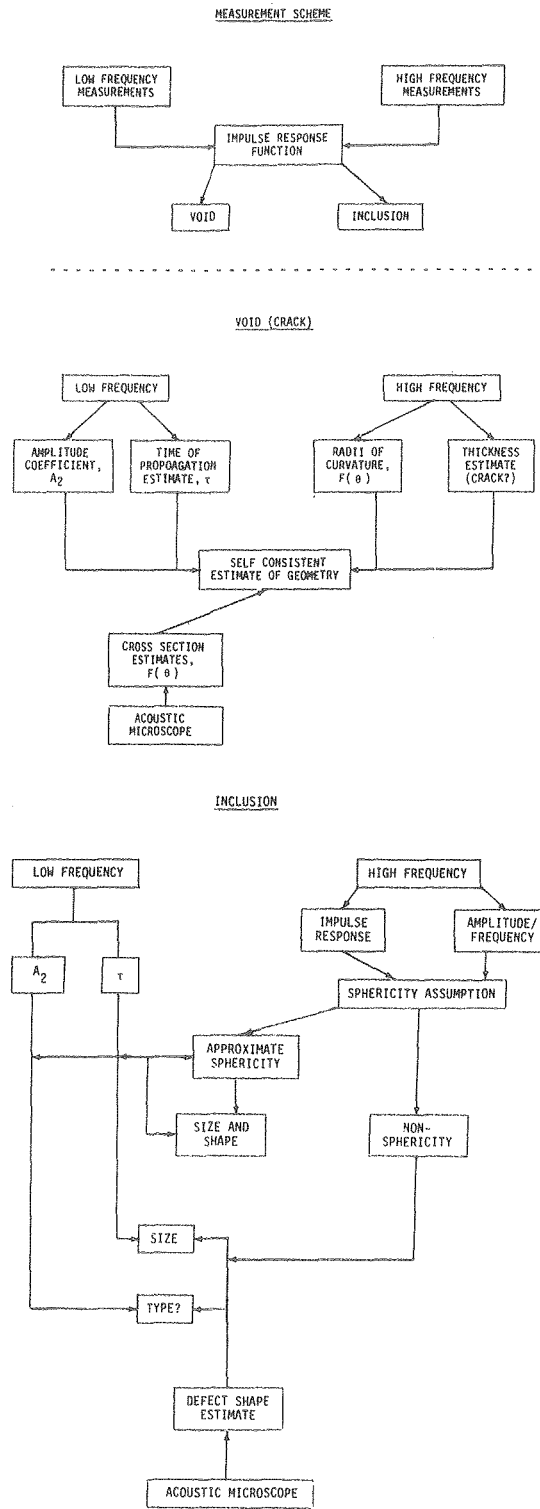 MEASUREMENT SCHEME
LOW FREQUENCY
MEASUREMENTS
HIGH FREQUENCY
MEASUREMENTS
IMPULSE RESPONSE
FUNCTION
VOID
INCLUSION
VOID (CRACK)
LOW FREQUENCY
HIGH FREQUENCY
AMPLITUDE
COEFFICIENT,
A2
TIME OF
PROPOAGATION
ESTIMATE, τ
RADII OF
CURVATURE,
F(θ)
THICKNESS
ESTIMATE
(CRACK?)
SELF CONSISTENT
ESTIMATE OF GEOMETRY
CROSS SECTION
ESTIMATES,
F(θ)
ACOUSTIC
MICROSCOPE
INCLUSION
LOW FREQUENCY
HIGH FREQUENCY
IMPULSE
RESPONSE
AMPLITUDE/
FREQUENCY
A2
τ
SPHERICITY ASSUMPTION
APPROXIMATE
SPHERICITY
SIZE AND
SHAPE
NON-
SPHERICITY
SIZE
TYPE?
DEFECT SHAPE
ESTIMATE
ACOUSTIC MICROSCOPE